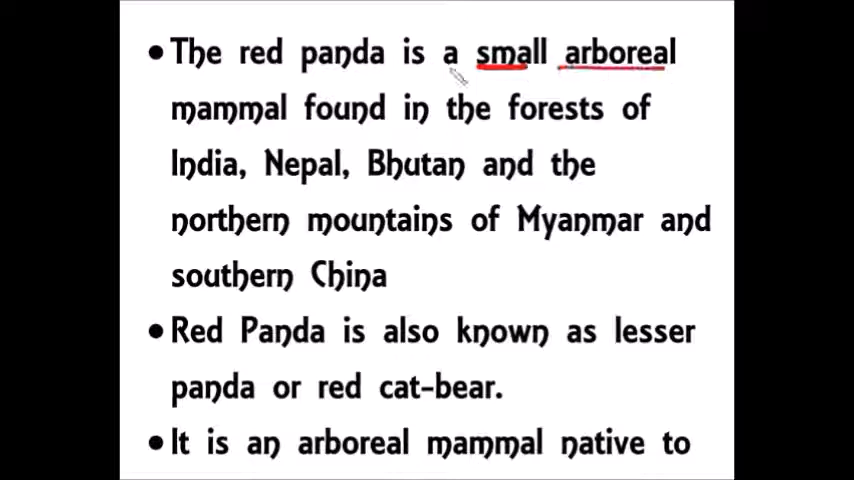 •The red panda is a small arboreal
mammal found in the forests of
India, Nepal, Bhutan and the
northern mountains of Myanmar and
southern China
•Red Panda is also known as lesser
panda or red cat-bear.
•It is an arboreal mammal native to